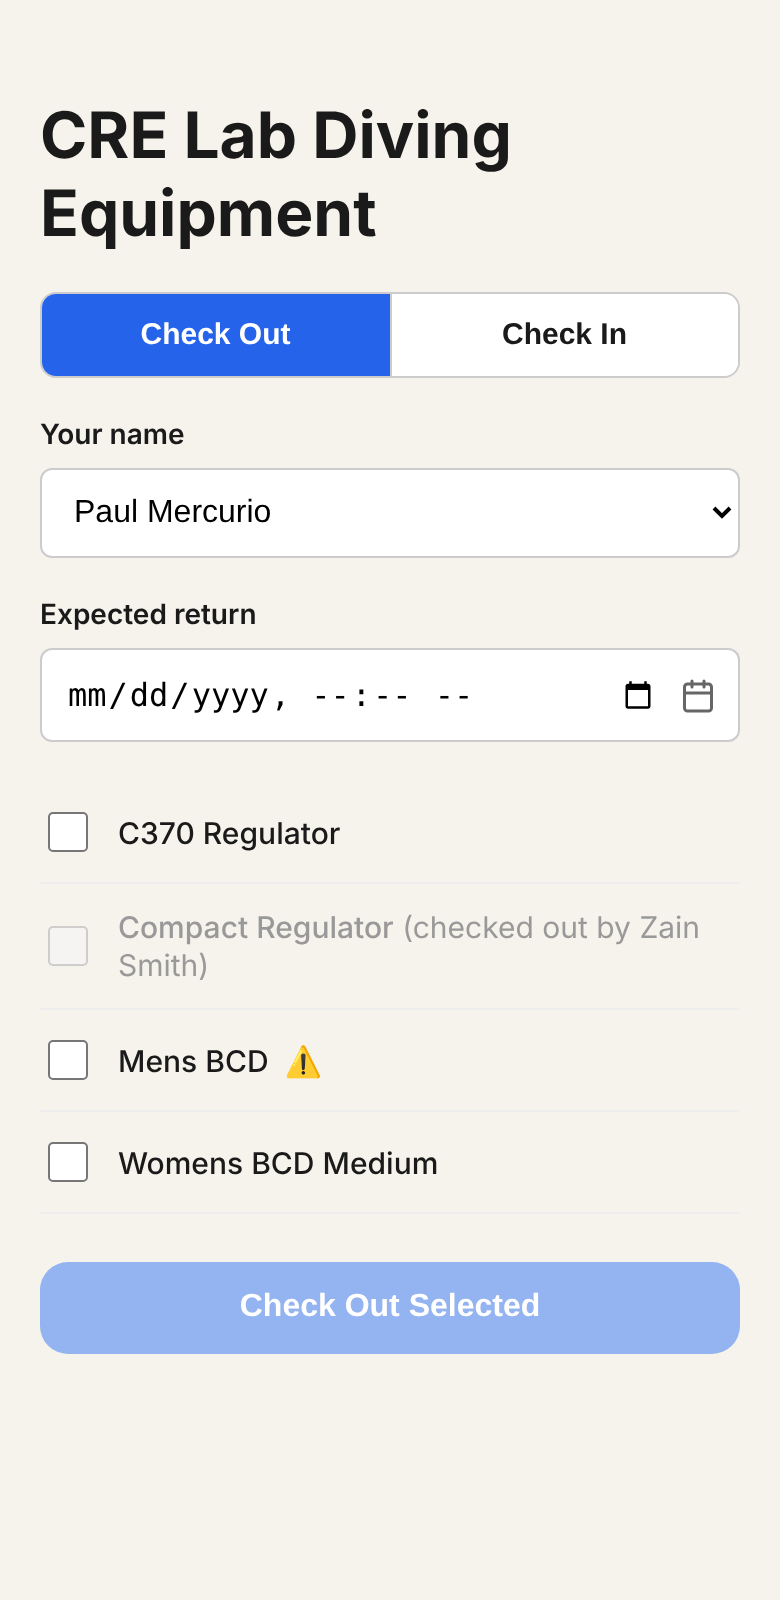 CRE Lab Diving
Equipment
Check Out
Check In
Your name
Paul Mercurio
Expected return
mm/dd/yyyy, --:-- --
C370 Regulator
Compact Regulator (checked out by Zain
Smith)
Mens BCD ⚠️
Womens BCD Medium
Check Out Selected